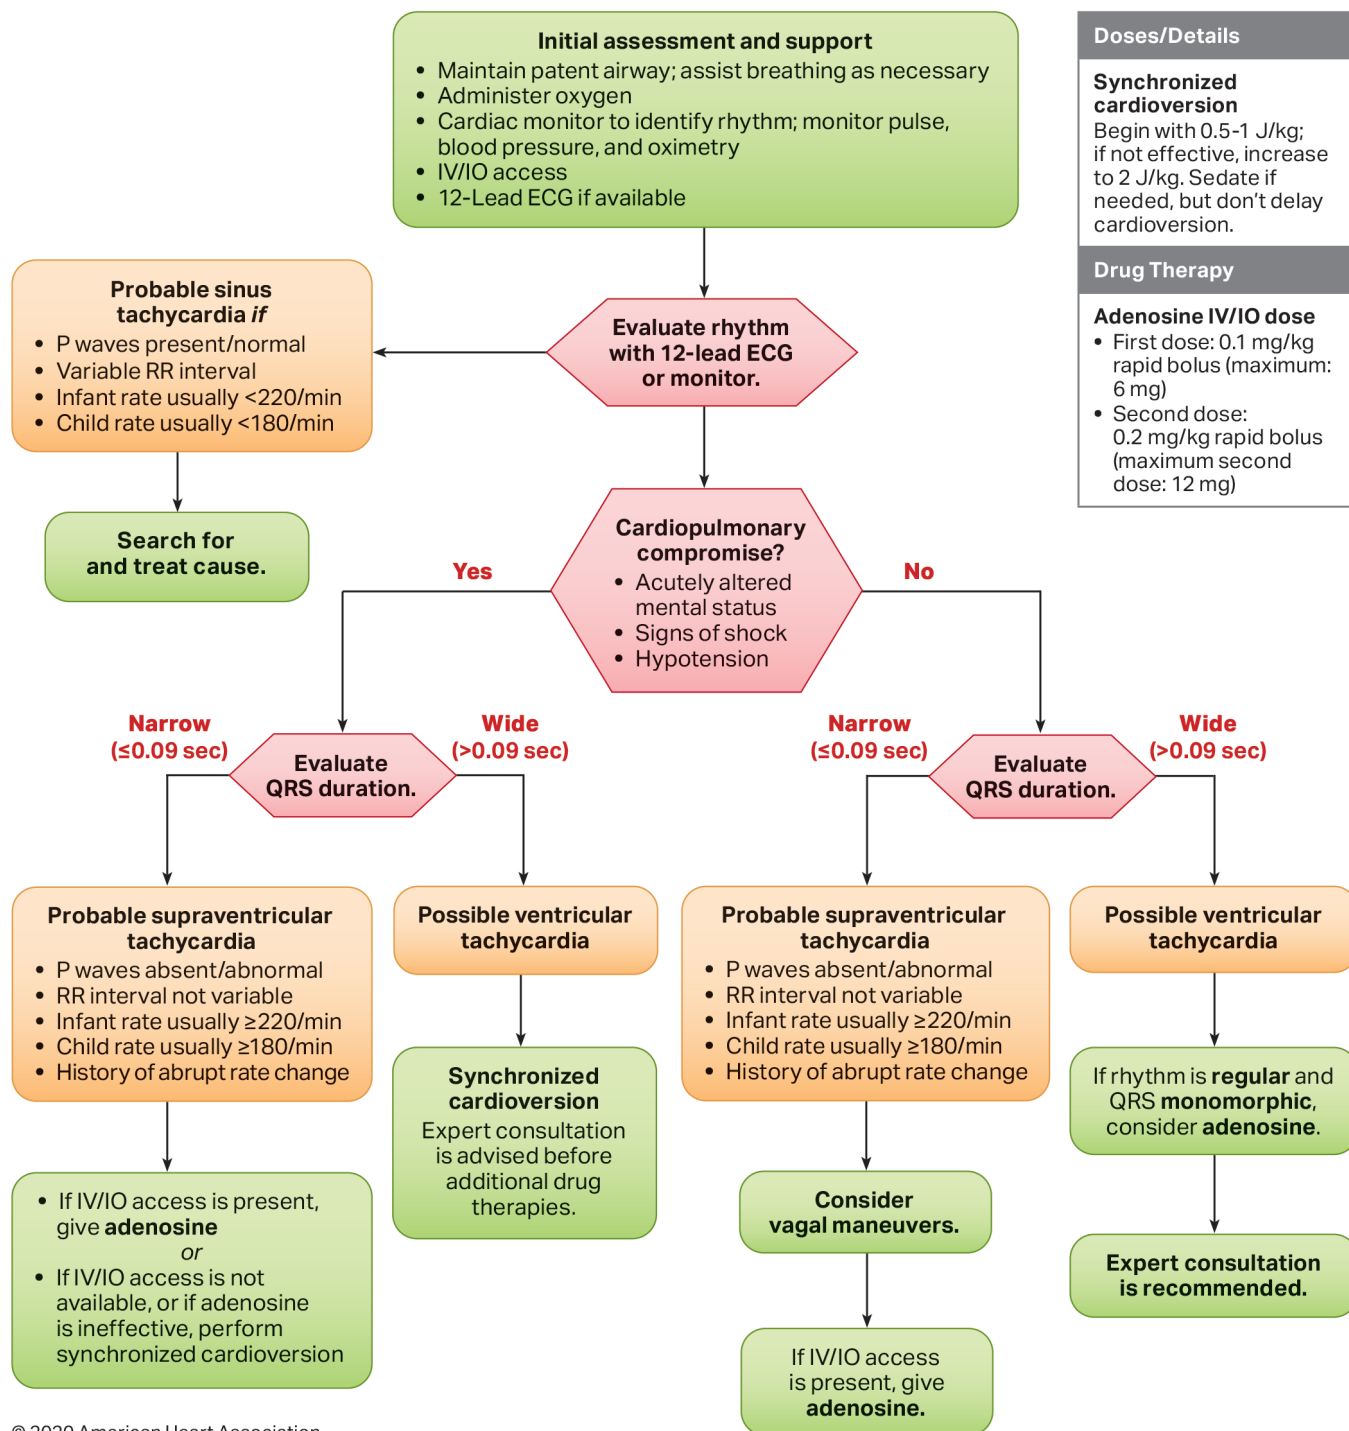 Initial assessment and support
• Maintain patent airway; assist breathing as necessary
• Administer oxygen
• Cardiac monitor to identify rhythm; monitor pulse,
blood pressure, and oximetry
• IV/IO access
• 12-Lead ECG if available
Doses/Details
Synchronized
cardioversion
Begin with 0.5-1 J/kg;
if not effective, increase
to 2 J/kg. Sedate if
needed, but don't delay
cardioversion.
Drug Therapy
Adenosine IV/IO dose
• First dose: 0.1 mg/kg
rapid bolus (maximum:
6 mg)
• Second dose:
0.2 mg/kg rapid bolus
(maximum second
dose: 12 mg)
Probable sinus
tachycardia if
• P waves present/normal
• Variable RR interval
• Infant rate usually <220/min
• Child rate usually <180/min
Evaluate rhythm
with 12-lead ECG
or monitor.
Search for
and treat cause.
Cardiopulmonary
compromise?
• Acutely altered
mental status
• Signs of shock
• Hypotension
Yes
No
Narrow
(≤0.09 sec)
Wide
(>0.09 sec)
Evaluate
QRS duration.
Narrow
(≤0.09 sec)
Wide
(>0.09 sec)
Evaluate
QRS duration.
Probable supraventricular
tachycardia
• P waves absent/abnormal
• RR interval not variable
• Infant rate usually ≥220/min
• Child rate usually ≥180/min
• History of abrupt rate change
Possible ventricular
tachycardia
Probable supraventricular
tachycardia
• P waves absent/abnormal
• RR interval not variable
• Infant rate usually ≥220/min
• Child rate usually ≥180/min
• History of abrupt rate change
Possible ventricular
tachycardia
• If IV/IO access is present,
give adenosine
or
• If IV/IO access is not
available, or if adenosine
is ineffective, perform
synchronized cardioversion
Synchronized
cardioversion
Expert consultation
is advised before
additional drug
therapies.
Consider
vagal maneuvers.
If IV/IO access
is present, give
adenosine.
If rhythm is regular and
QRS monomorphic,
consider adenosine.
Expert consultation
is recommended.
© 2020 American Heart Association